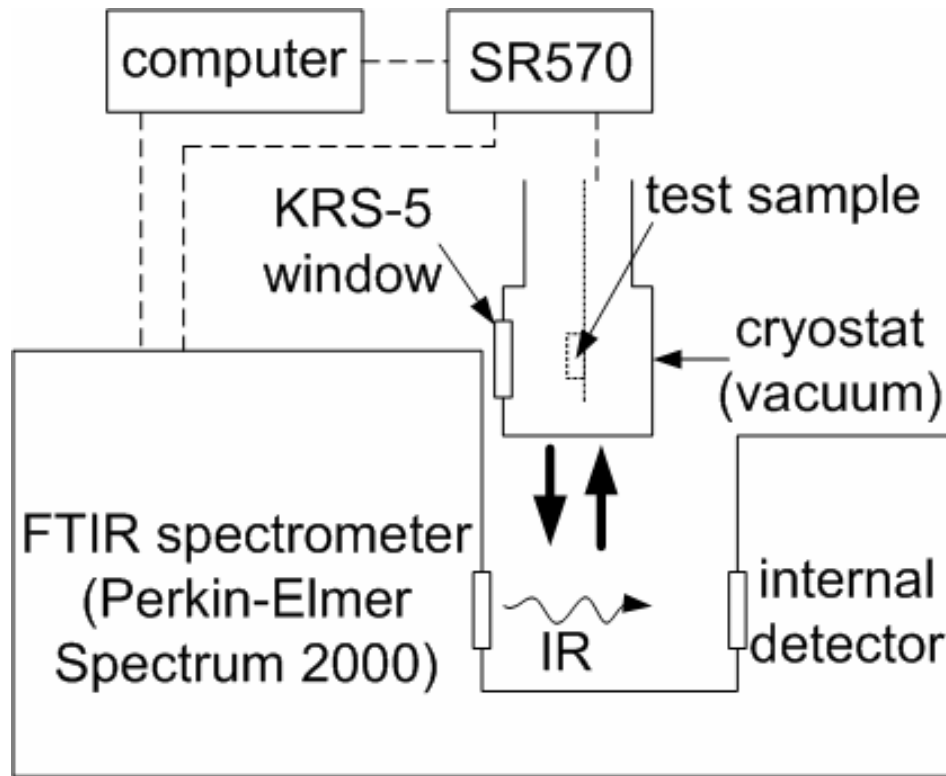 computer
SR570
KRS-5
window
test sample
cryostat
(vacuum)
FTIR spectrometer
(Perkin-Elmer
Spectrum 2000)
IR
internal
detector